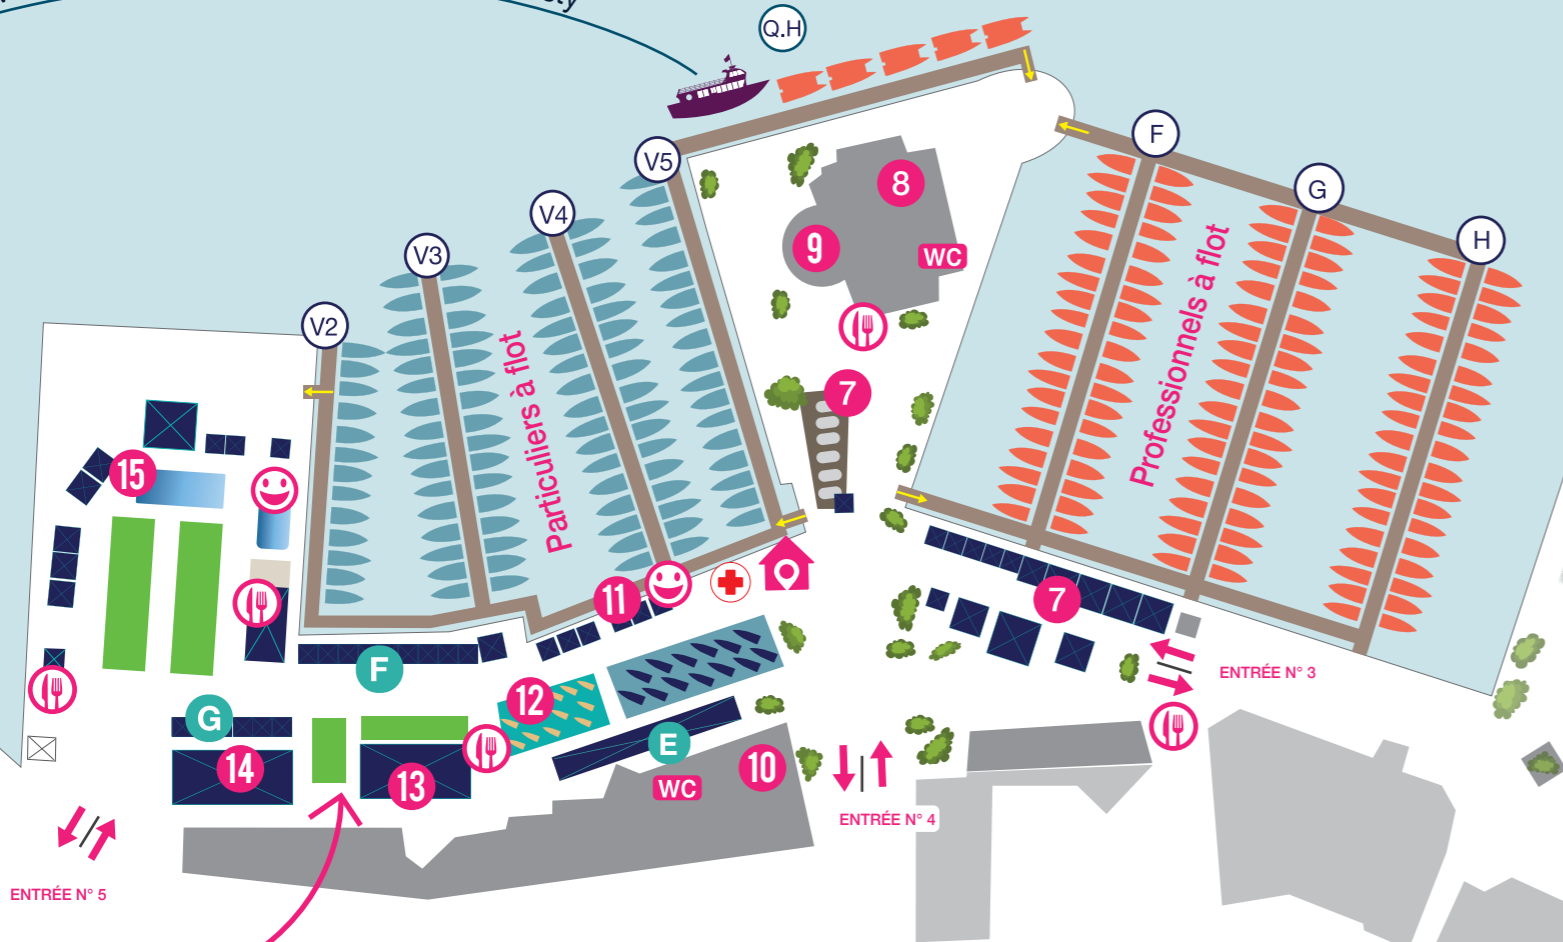 Q.H
V5
F
8
V4
G
9
WC
H
V3
V2
Particuliers à flot
Professionnels à flot
7
15
11
7
F
ENTRÉE N° 3
12
G
E
14
13
WC
10
ENTRÉE N° 4
ENTRÉE N° 5